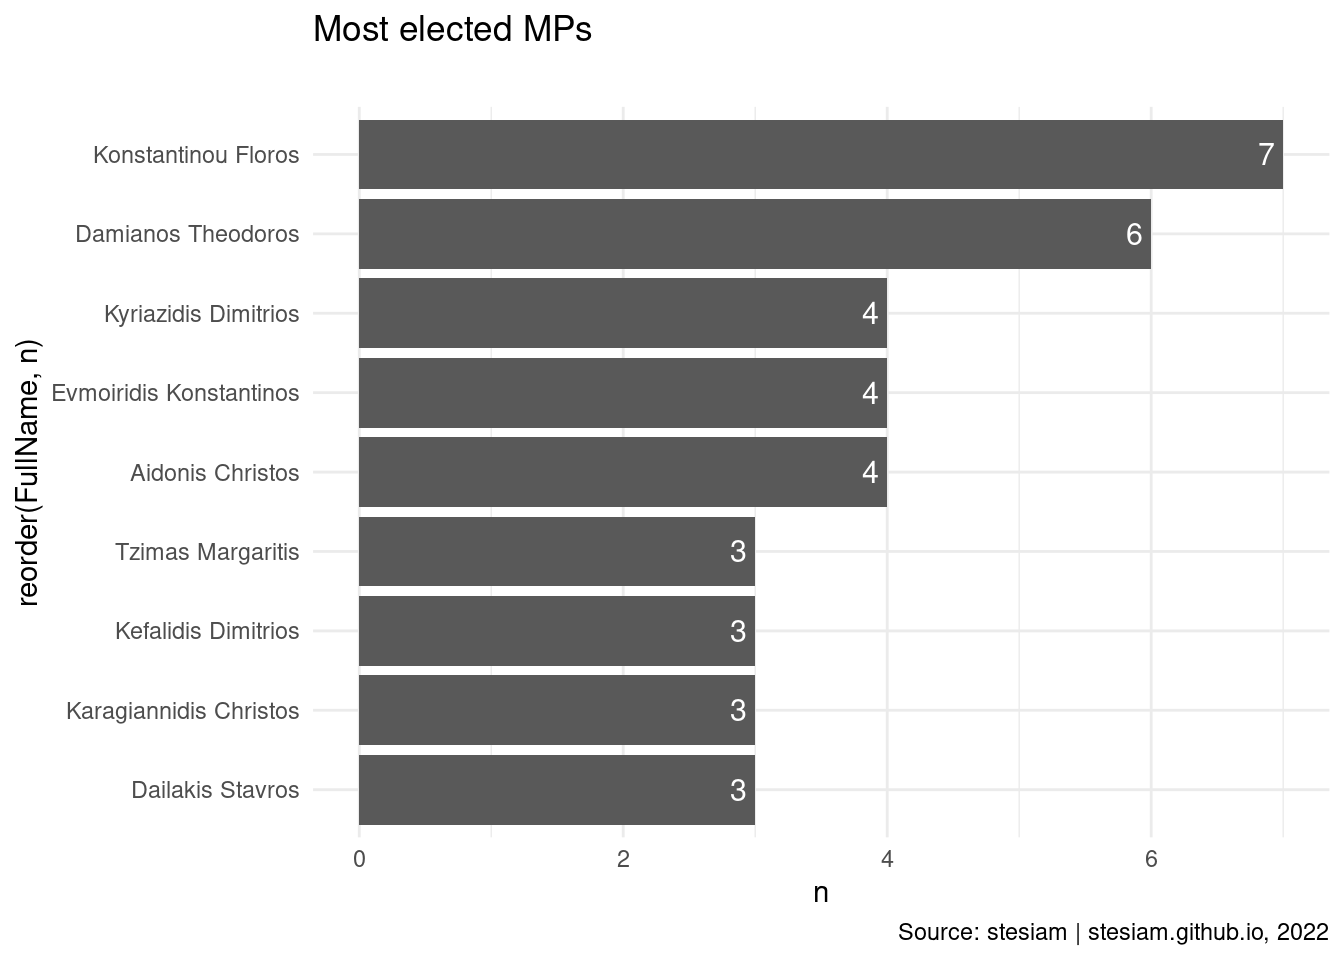 Most elected MPs
reorder(FullName, n)
Konstantinou Floros
7
Damianos Theodoros
6
Kyriazidis Dimitrios
4
Evmoiridis Konstantinos
4
Aidonis Christos
4
Tzimas Margaritis
3
Kefalidis Dimitrios
3
Karagiannidis Christos
3
Dailakis Stavros
3
0 2 4 6
n
Source: stesiam | stesiam.github.io, 2022